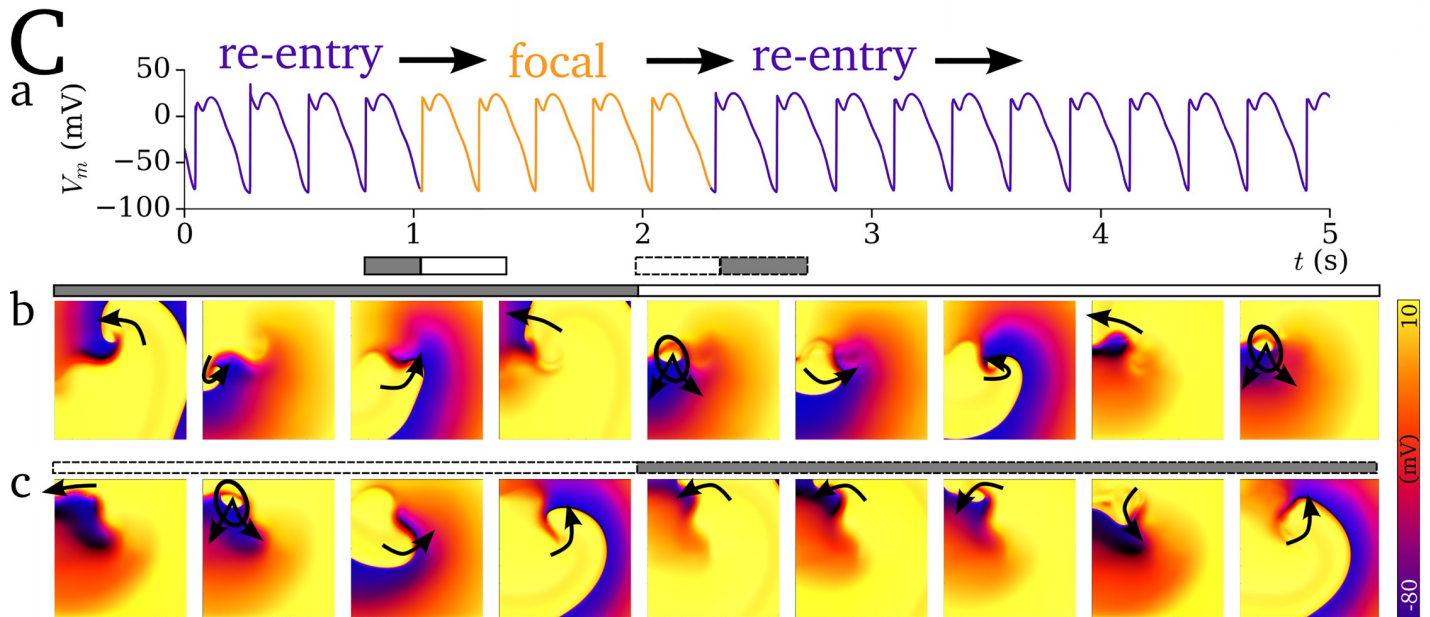 C
re-entry focal re-entry
a
50
0
−50
−100
V_m (mV)
0 1 2 3 4 5
t (s)
b
c
10
(mV)
-80